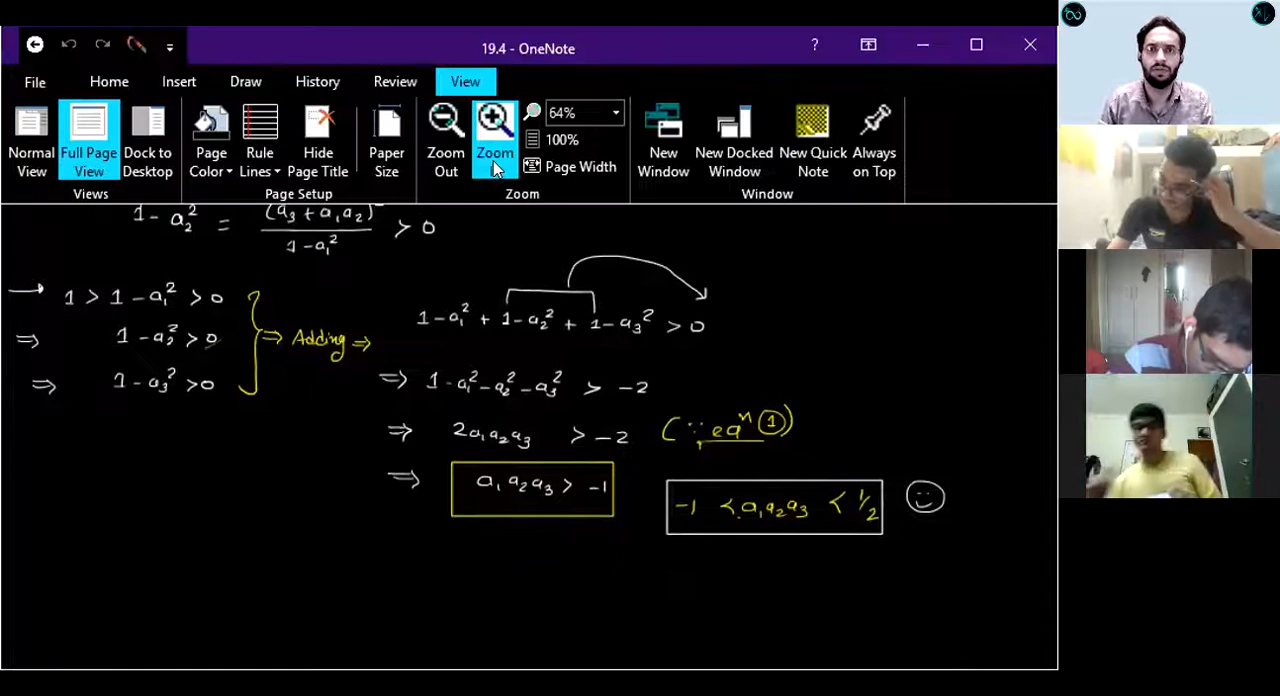 19.4 - OneNote
?
File Home Insert Draw History Review View
Normal View
Full Page View
Dock to Desktop
Views
Page Color
Rule Lines
Hide Page Title
Paper Size
Page Setup
Zoom Out
Zoom
64%
100%
Page Width
Zoom
New Window
New Docked Window
New Quick Note
Always on Top
Window
1 - a₂² = (a₃ + a₁a₂)² / 1 - a₁² > 0
→ 1 > 1 - a₁² > 0
⇒ 1 - a₂² > 0
⇒ 1 - a₃² > 0
} ⇒ Adding ⇒
1 - a₁² + 1 - a₂² + 1 - a₃² > 0
⇒ 1 - a₁² - a₂² - a₃² > -2
⇒ 2a₁a₂a₃ > -2 (∵ eqⁿ ①)
⇒ a₁a₂a₃ > -1
-1 < a₁a₂a₃ < 1/2